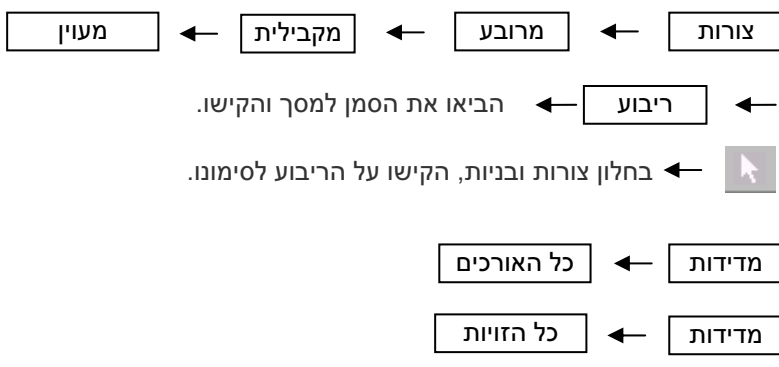 צורות ← מרובע ← מקבילית ← מעוין
← ריבוע ← הביאו את הסמן למסך והקישו.
← בחלון צורות ובניות, הקישו על הריבוע לסימונו.
מדידות ← כל האורכים
מדידות ← כל הזויות